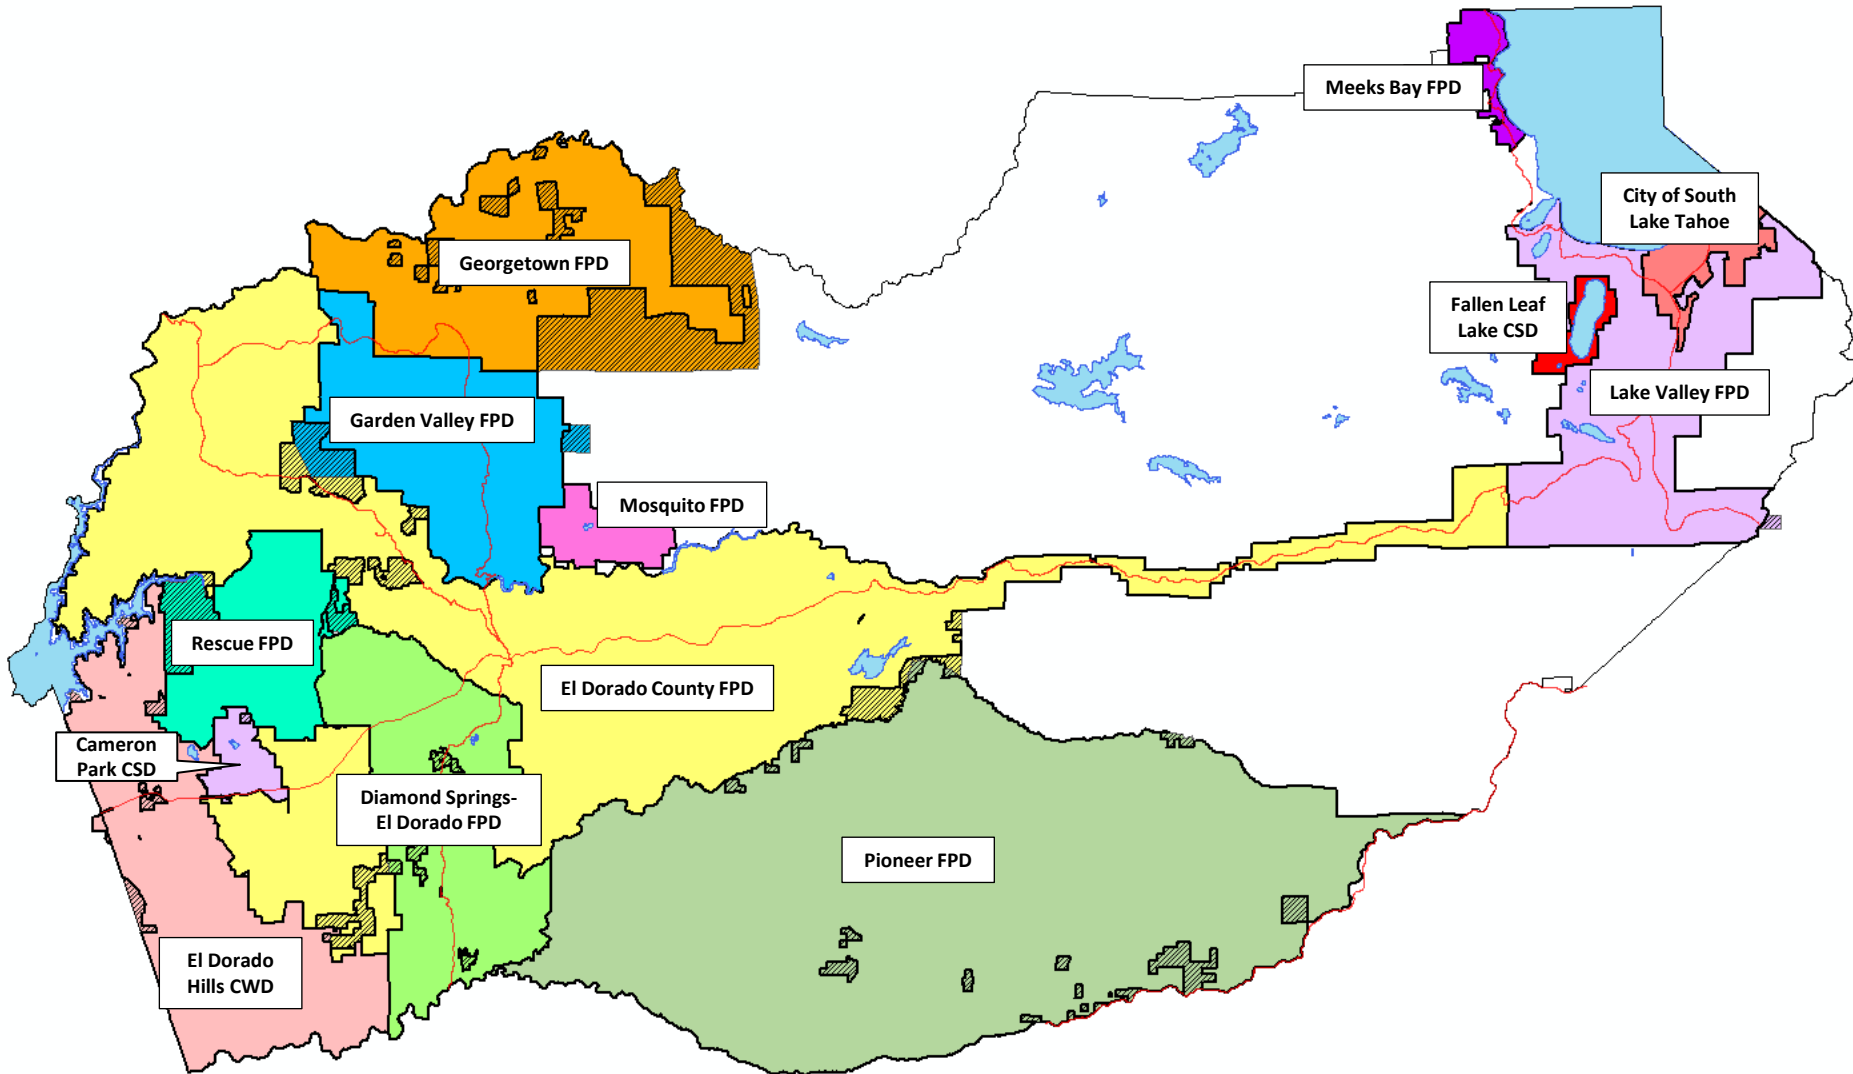 Meeks Bay FPD
City of South
Lake Tahoe
Georgetown FPD
Fallen Leaf
Lake CSD
Lake Valley FPD
Garden Valley FPD
Mosquito FPD
Rescue FPD
El Dorado County FPD
Cameron
Park CSD
Diamond Springs-
El Dorado FPD
Pioneer FPD
El Dorado
Hills CWD